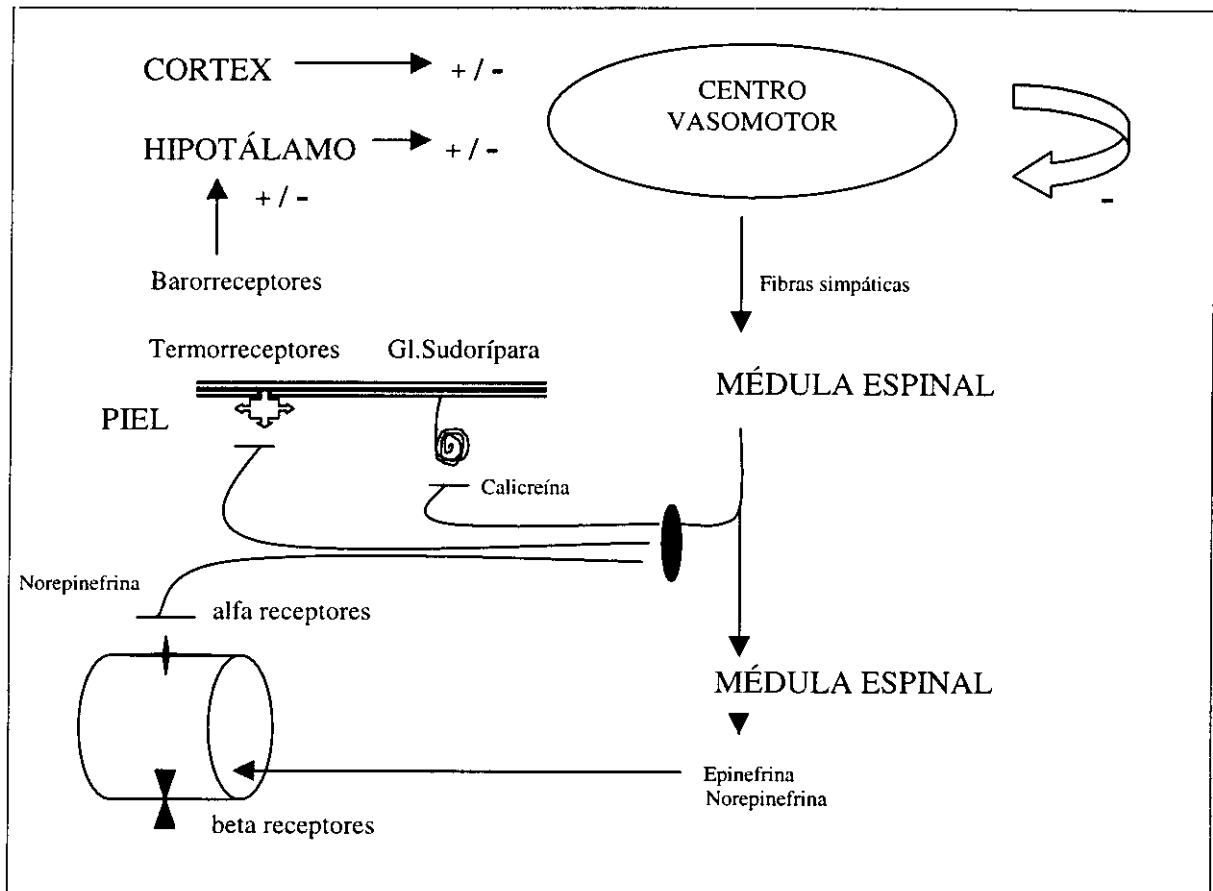 CORTEX
+ / -
HIPOTÁLAMO
+ / -
+ / -
Barorreceptores
CENTRO
VASOMOTOR
-
Fibras simpáticas
Termorreceptores
Gl.Sudorípara
MÉDULA ESPINAL
PIEL
Calicreína
Norepinefrina
alfa receptores
MÉDULA ESPINAL
Epinefrina
Norepinefrina
beta receptores